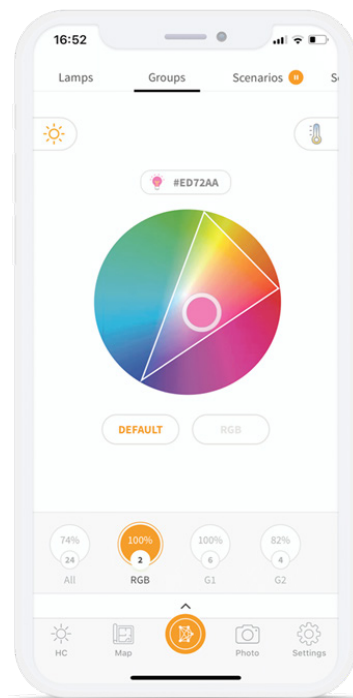 16:52
Lamps Groups Scenarios H S
#ED72AA
DEFAULT RGB
74% 100% 100% 82%
24 2 6 4
All RGB G1 G2
HC Map Photo Settings